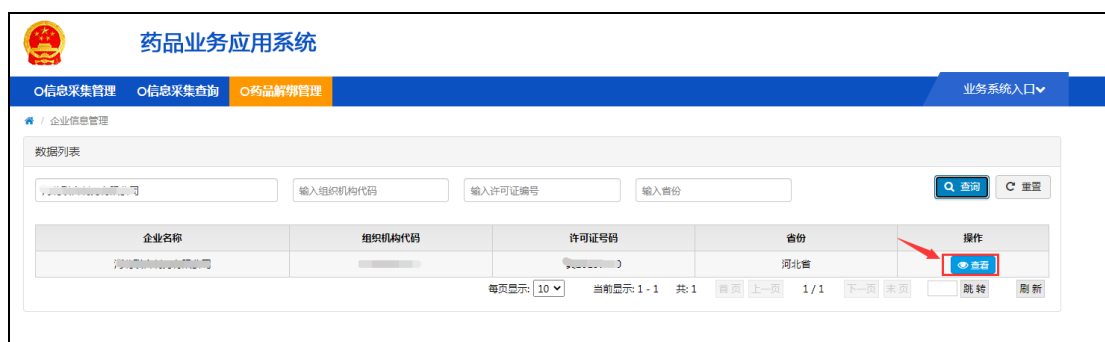 药品业务应用系统
O信息采集管理 O信息采集查询 O药品解绑管理 业务系统入口
/ 企业信息管理
数据列表
输入组织机构代码 输入许可证编号 输入省份 查询 重置
企业名称 组织机构代码 许可证号码 省份 操作
河北省 查看
每页显示: 10 当前显示: 1 - 1 共: 1 首页 上一页 1 / 1 下一页 末页 跳转 刷新